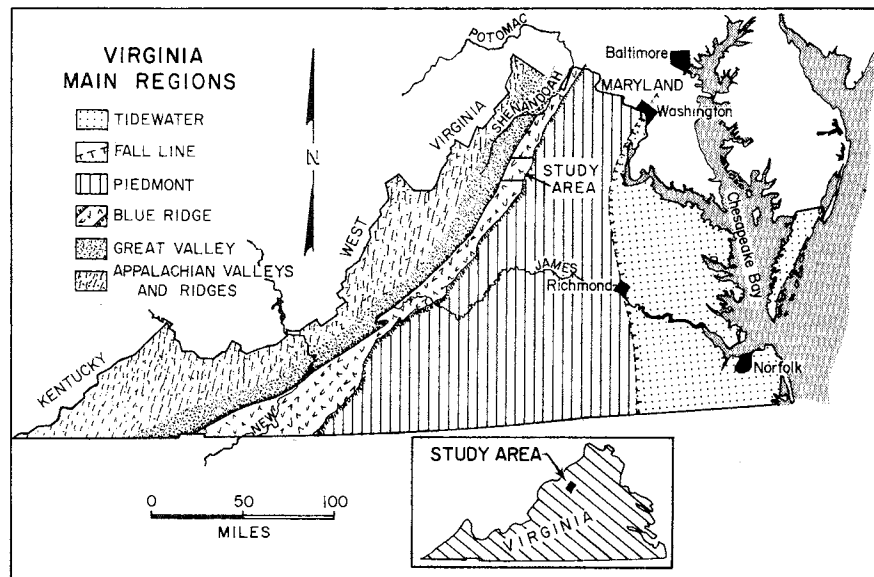 VIRGINIA
MAIN REGIONS
TIDEWATER
FALL LINE
PIEDMONT
BLUE RIDGE
GREAT VALLEY
APPALACHIAN VALLEYS
AND RIDGES
N
POTOMAC
Baltimore
MARYLAND
Washington
SHENANDOAH
WEST VIRGINIA
STUDY
AREA
Chesapeake Bay
JAMES
Richmond
KENTUCKY
NEW
Norfolk
0 50 100
MILES
STUDY AREA
VIRGINIA